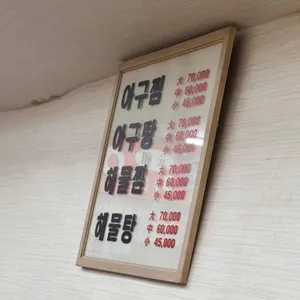 아구찜 大 70,000
中 60,000
小 45,000
아구탕 大 70,000
中 60,000
小 45,000
해물찜 大 70,000
中 60,000
小 45,000
해물탕 大 70,000
中 60,000
小 45,000